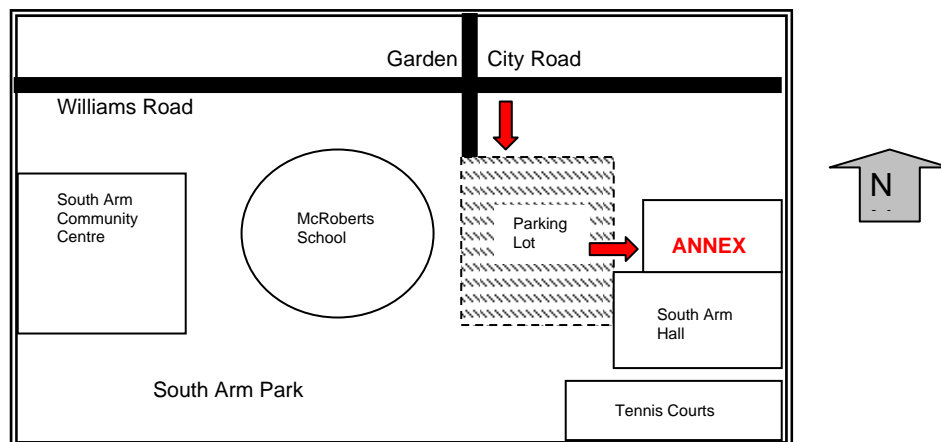 Garden City Road
Williams Road
South Arm
Community
Centre
McRoberts
School
Parking
Lot
ANNEX
South Arm
Hall
South Arm Park
Tennis Courts
N